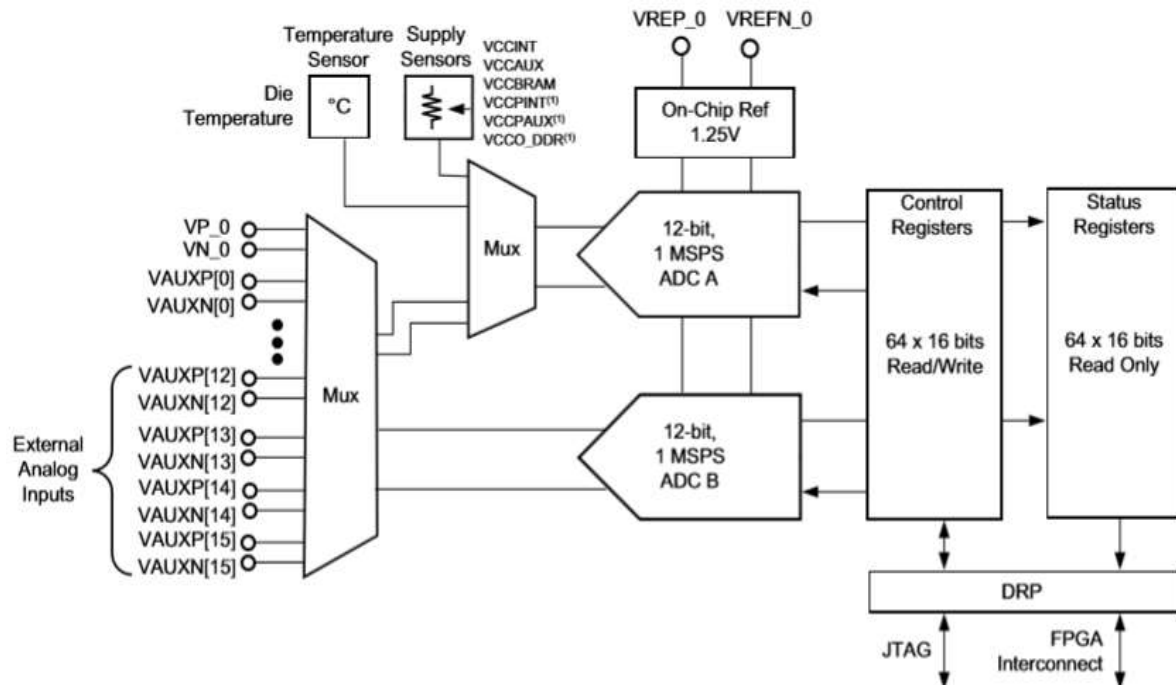 VREP_0
VREFN_0
Temperature
Sensor
Supply
Sensors
VCCINT
VCCAUX
VCCBRAM
VCCPINT(1)
VCCPAUX(1)
VCCO_DDR(1)
Die
Temperature
°C
On-Chip Ref
1.25V
VP_0
VN_0
VAUXP[0]
VAUXN[0]
VAUXP[12]
VAUXN[12]
VAUXP[13]
VAUXN[13]
VAUXP[14]
VAUXN[14]
VAUXP[15]
VAUXN[15]
External
Analog
Inputs
Mux
Mux
12-bit,
1 MSPS
ADC A
12-bit,
1 MSPS
ADC B
Control
Registers
64 x 16 bits
Read/Write
Status
Registers
64 x 16 bits
Read Only
DRP
JTAG
FPGA
Interconnect